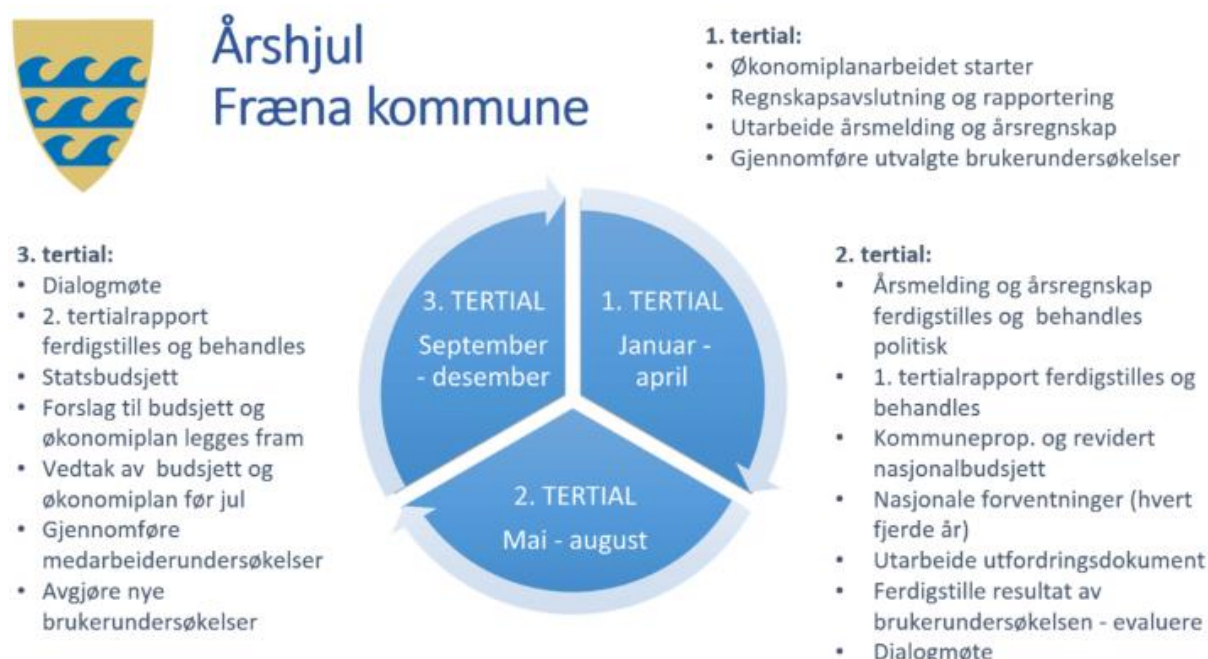 Årshjul
Fræna kommune
1. tertial:
• Økonomiplanarbeidet starter
• Regnskapsavslutning og rapportering
• Utarbeide årsmelding og årsregnskap
• Gjennomføre utvalgte brukerundersøkelser
3. tertial:
• Dialogmøte
• 2. tertialrapport
ferdigstilles og behandles
• Statsbudsjett
• Forslag til budsjett og
økonomiplan legges fram
• Vedtak av budsjett og
økonomiplan før jul
• Gjennomføre
medarbeiderundersøkelser
• Avgjøre nye
brukerundersøkelser
3. TERTIAL
September
- desember
1. TERTIAL
Januar -
april
2. TERTIAL
Mai - august
2. tertial:
• Årsmelding og årsregnskap
ferdigstilles og behandles
politisk
• 1. tertialrapport ferdigstilles og
behandles
• Kommuneprop. og revidert
nasjonalbudsjett
• Nasjonale forventninger (hvert
fjerde år)
• Utarbeide utfordringsdokument
• Ferdigstille resultat av
brukerundersøkelsen - evaluere
• Dialogmøte